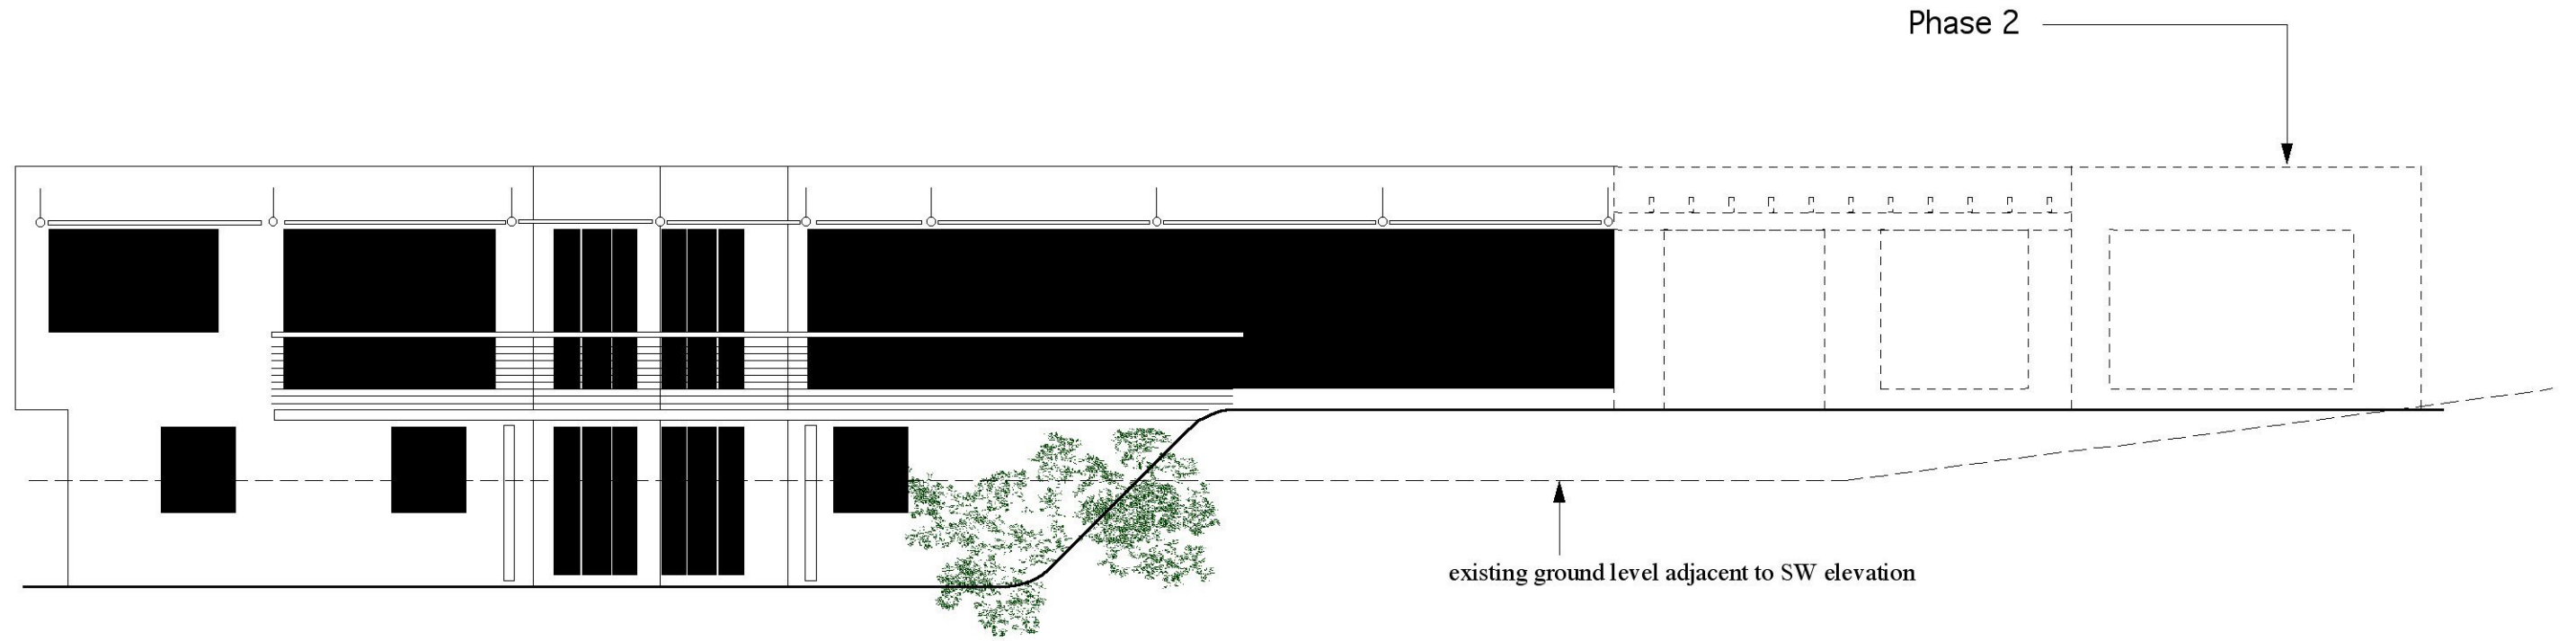 Phase 2
existing ground level adjacent to SW elevation